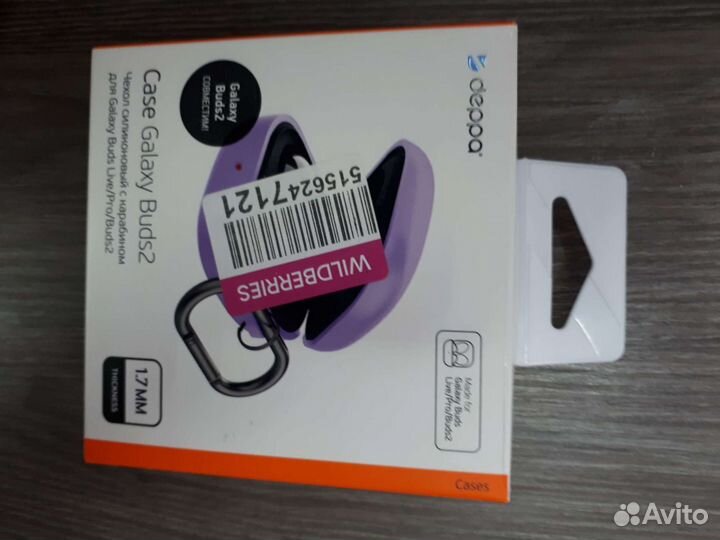 deppa
Case Galaxy Buds2
Чехол силиконовый с карабином
для Galaxy Buds Live/Pro/Buds2
Galaxy
Buds2
СОВМЕСТИМ!
5156247121
WILDBERRIES
1.7 MM
THICKNESS
Made for
Galaxy Buds
Live/Pro/Buds2
Cases
Avito